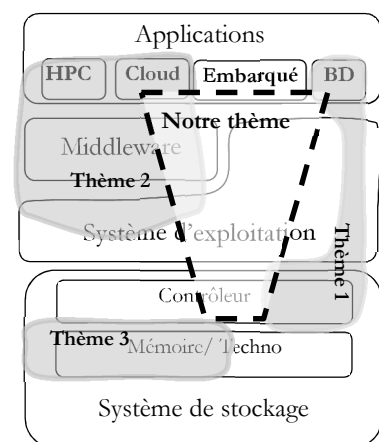 Applications
HPC Cloud Embarqué BD
Notre thème
Middleware
Thème 2
Système d'exploitation
Thème 1
Contrôleur
Thème 3
Mémoire/ Techno
Système de stockage